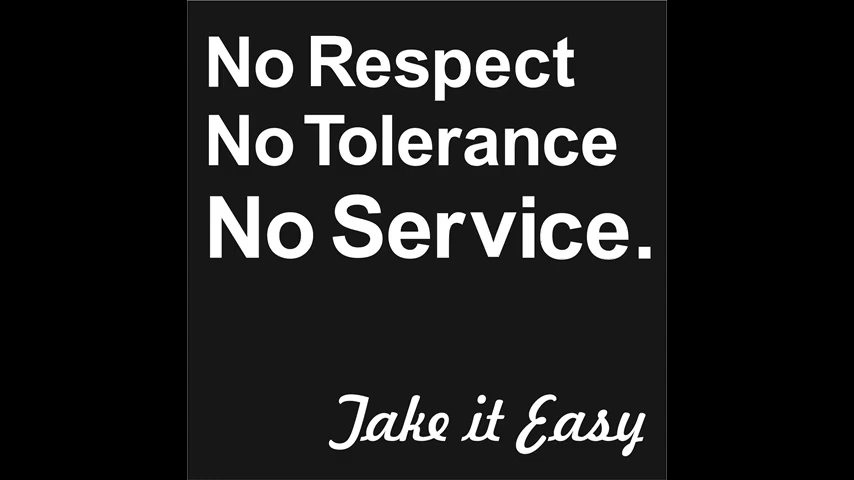 No Respect
No Tolerance
No Service.
Take it Easy